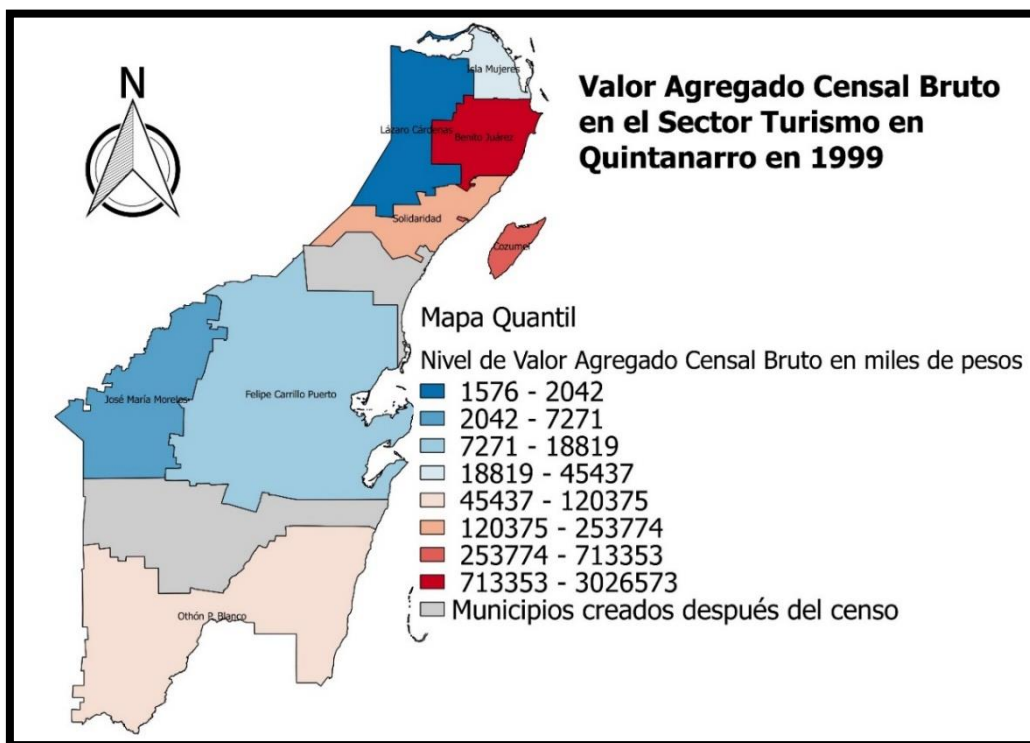 N
Valor Agregado Censal Bruto
en el Sector Turismo en
Quintanarro en 1999
Isla Mujeres
Lázaro Cárdenas
Benito Juárez
Solidaridad
Cozumel
José María Moreles
Felipe Carrillo Puerto
Othón P. Blanco
Mapa Quantil
Nivel de Valor Agregado Censal Bruto en miles de pesos
1576 - 2042
2042 - 7271
7271 - 18819
18819 - 45437
45437 - 120375
120375 - 253774
253774 - 713353
713353 - 3026573
Municipios creados después del censo